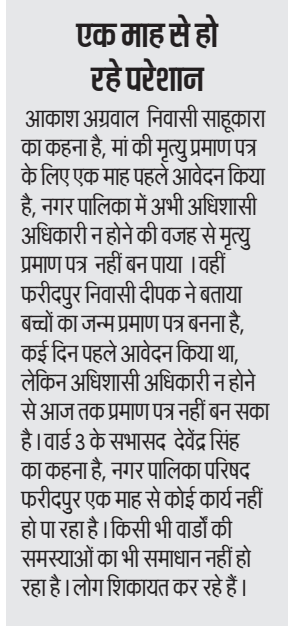 एक माह से हो
रहे परेशान
आकाश अग्रवाल निवासी साहूकारा
का कहना है, मां की मृत्यु प्रमाण पत्र
के लिए एक माह पहले आवेदन किया
है, नगर पालिका में अभी अधिशासी
अधिकारी न होने की वजह से मृत्यु
प्रमाण पत्र नहीं बन पाया । वहीं
फरीदपुर निवासी दीपक ने बताया
बच्चों का जन्म प्रमाण पत्र बनना है,
कई दिन पहले आवेदन किया था,
लेकिन अधिशासी अधिकारी न होने
से आज तक प्रमाण पत्र नहीं बन सका
है । वार्ड 3 के सभासद देवेंद्र सिंह
का कहना है, नगर पालिका परिषद
फरीदपुर एक माह से कोई कार्य नहीं
हो पा रहा है । किसी भी वार्डों की
समस्याओं का भी समाधान नहीं हो
रहा है । लोग शिकायत कर रहे हैं ।